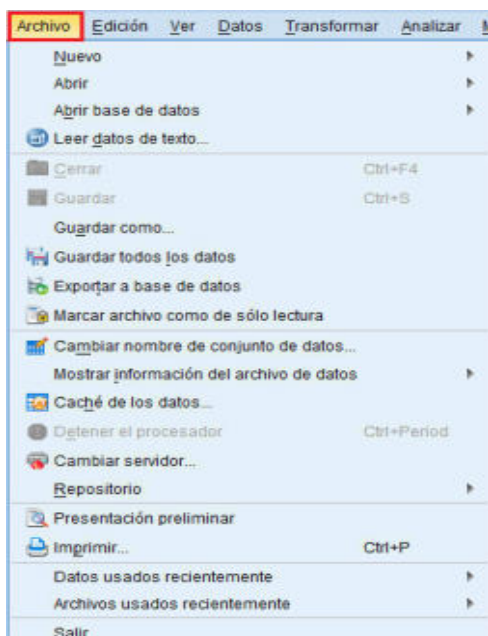 Archivo Edición Ver Datos Transformar Analizar
Nuevo
Abrir
Abrir base de datos
Leer datos de texto...
Cerrar Ctrl+F4
Guardar Ctrl+S
Guardar como...
Guardar todos los datos
Exportar a base de datos
Marcar archivo como de sólo lectura
Cambiar nombre de conjunto de datos...
Mostrar información del archivo de datos
Caché de los datos...
Detener el procesador Ctrl+Period
Cambiar servidor...
Repositorio
Presentación preliminar
Imprimir... Ctrl+P
Datos usados recientemente
Archivos usados recientemente
Salir